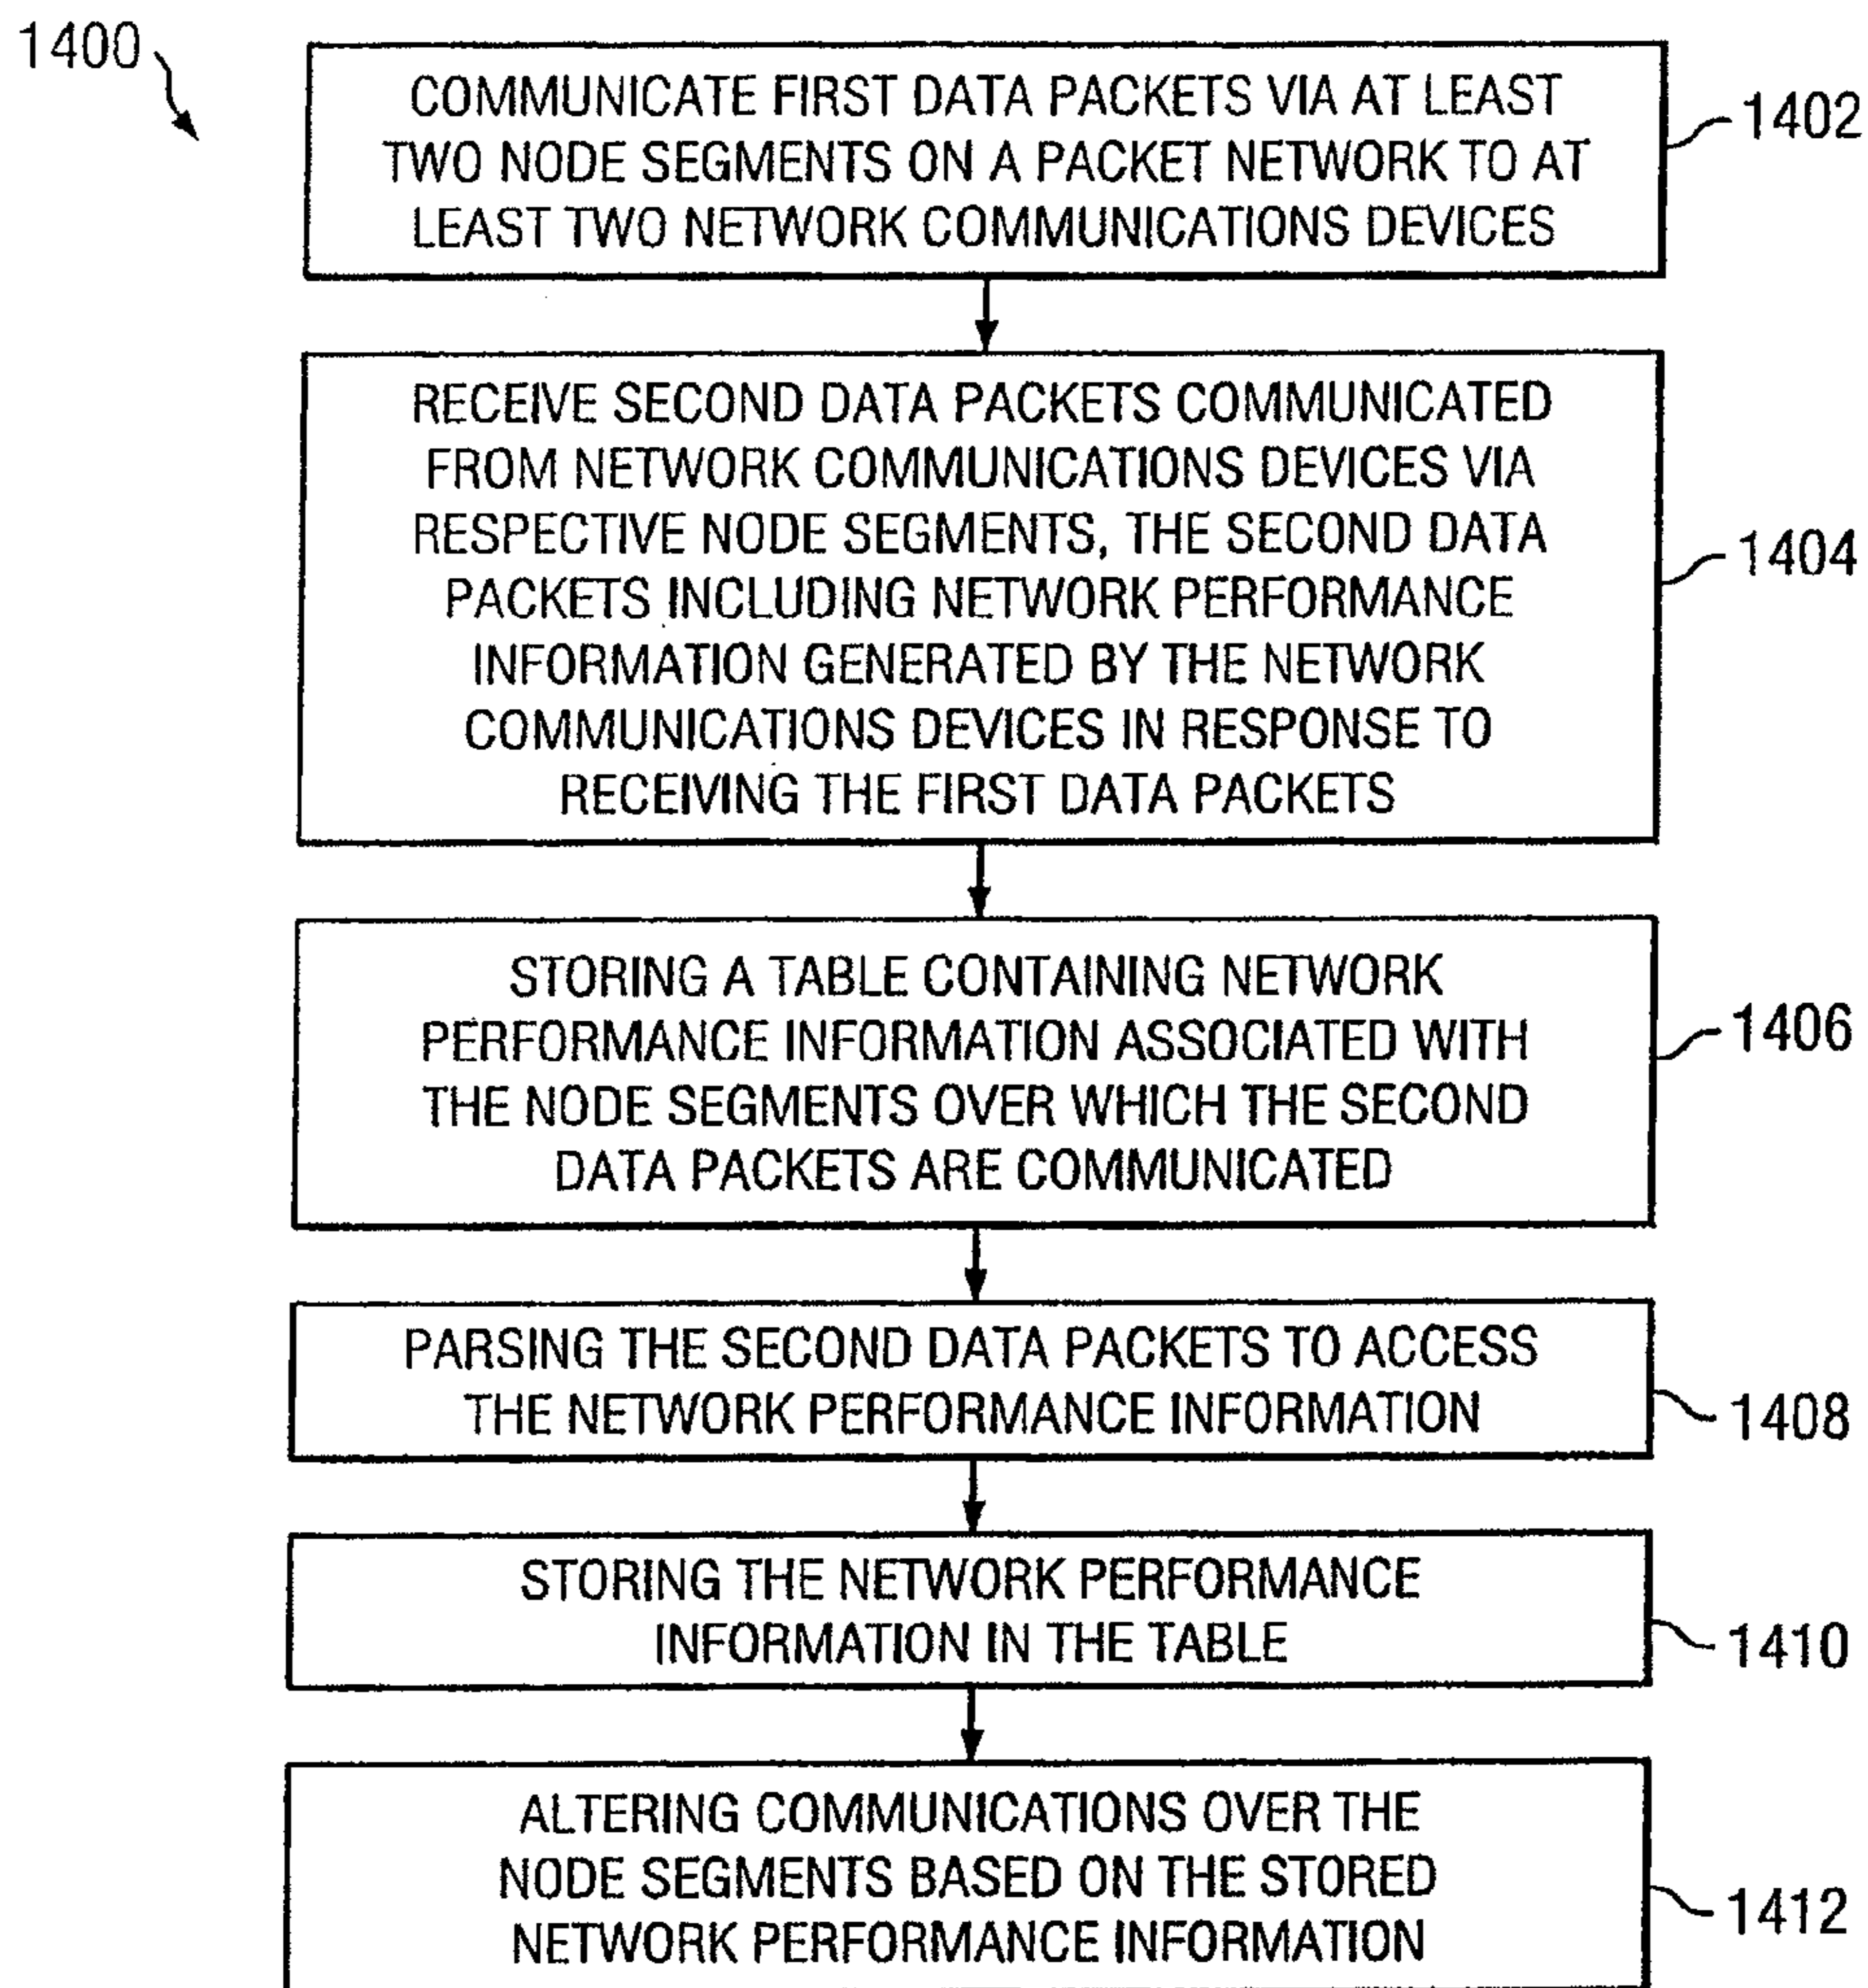 1400
COMMUNICATE FIRST DATA PACKETS VIA AT LEAST
TWO NODE SEGMENTS ON A PACKET NETWORK TO AT
LEAST TWO NETWORK COMMUNICATIONS DEVICES
1402
RECEIVE SECOND DATA PACKETS COMMUNICATED
FROM NETWORK COMMUNICATIONS DEVICES VIA
RESPECTIVE NODE SEGMENTS, THE SECOND DATA
PACKETS INCLUDING NETWORK PERFORMANCE
INFORMATION GENERATED BY THE NETWORK
COMMUNICATIONS DEVICES IN RESPONSE TO
RECEIVING THE FIRST DATA PACKETS
1404
STORING A TABLE CONTAINING NETWORK
PERFORMANCE INFORMATION ASSOCIATED WITH
THE NODE SEGMENTS OVER WHICH THE SECOND
DATA PACKETS ARE COMMUNICATED
1406
PARSING THE SECOND DATA PACKETS TO ACCESS
THE NETWORK PERFORMANCE INFORMATION
1408
STORING THE NETWORK PERFORMANCE
INFORMATION IN THE TABLE
1410
ALTERING COMMUNICATIONS OVER THE
NODE SEGMENTS BASED ON THE STORED
NETWORK PERFORMANCE INFORMATION
1412